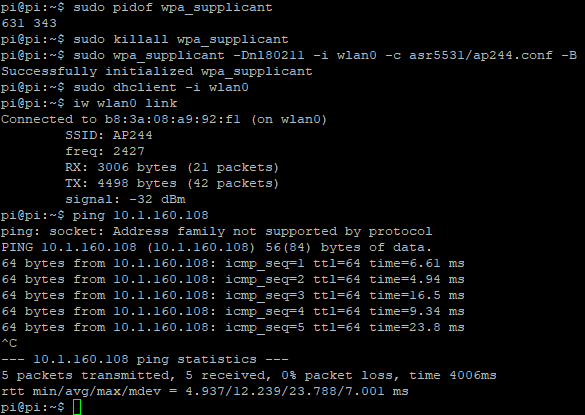 pi@pi:~$ sudo pidof wpa_supplicant
631 343
pi@pi:~$ sudo killall wpa_supplicant
pi@pi:~$ sudo wpa_supplicant -Dnl80211 -i wlan0 -c asr5531/ap244.conf -B
Successfully initialized wpa_supplicant
pi@pi:~$ sudo dhclient -i wlan0
pi@pi:~$ iw wlan0 link
Connected to b8:3a:08:a9:92:f1 (on wlan0)
        SSID: AP244
        freq: 2427
        RX: 3006 bytes (21 packets)
        TX: 4498 bytes (42 packets)
        signal: -32 dBm
pi@pi:~$ ping 10.1.160.108
ping: socket: Address family not supported by protocol
PING 10.1.160.108 (10.1.160.108) 56(84) bytes of data.
64 bytes from 10.1.160.108: icmp_seq=1 ttl=64 time=6.61 ms
64 bytes from 10.1.160.108: icmp_seq=2 ttl=64 time=4.94 ms
64 bytes from 10.1.160.108: icmp_seq=3 ttl=64 time=16.5 ms
64 bytes from 10.1.160.108: icmp_seq=4 ttl=64 time=9.34 ms
64 bytes from 10.1.160.108: icmp_seq=5 ttl=64 time=23.8 ms
^C
--- 10.1.160.108 ping statistics ---
5 packets transmitted, 5 received, 0% packet loss, time 4006ms
rtt min/avg/max/mdev = 4.937/12.239/23.788/7.001 ms
pi@pi:~$